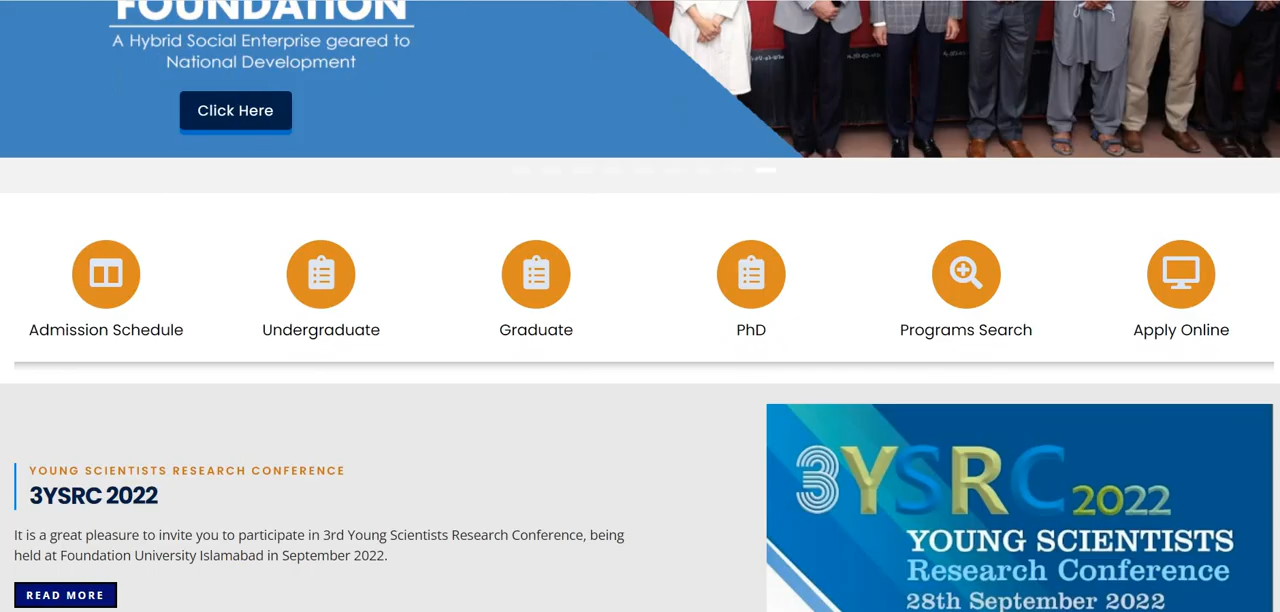 FOUNDATION
A Hybrid Social Enterprise geared to
National Development
Click Here
Admission Schedule
Undergraduate
Graduate
PhD
Programs Search
Apply Online
YOUNG SCIENTISTS RESEARCH CONFERENCE
3YSRC 2022
It is a great pleasure to invite you to participate in 3rd Young Scientists Research Conference, being
held at Foundation University Islamabad in September 2022.
READ MORE
3YSRC 2022
YOUNG SCIENTISTS
Research Conference
28th September 2022